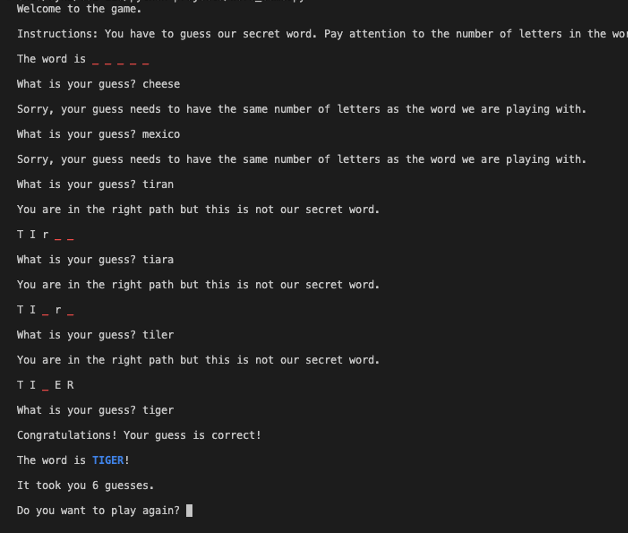 Welcome to the game.
Instructions: You have to guess our secret word. Pay attention to the number of letters in the
The word is _ _ _ _ _
What is your guess? cheese
Sorry, your guess needs to have the same number of letters as the word we are playing with.
What is your guess? mexico
Sorry, your guess needs to have the same number of letters as the word we are playing with.
What is your guess? tiran
You are in the right path but this is not our secret word.
T I r _ _
What is your guess? tiara
You are in the right path but this is not our secret word.
T I _ r _
What is your guess? tiler
You are in the right path but this is not our secret word.
T I _ E R
What is your guess? tiger
Congratulations! Your guess is correct!
The word is TIGER!
It took you 6 guesses.
Do you want to play again?